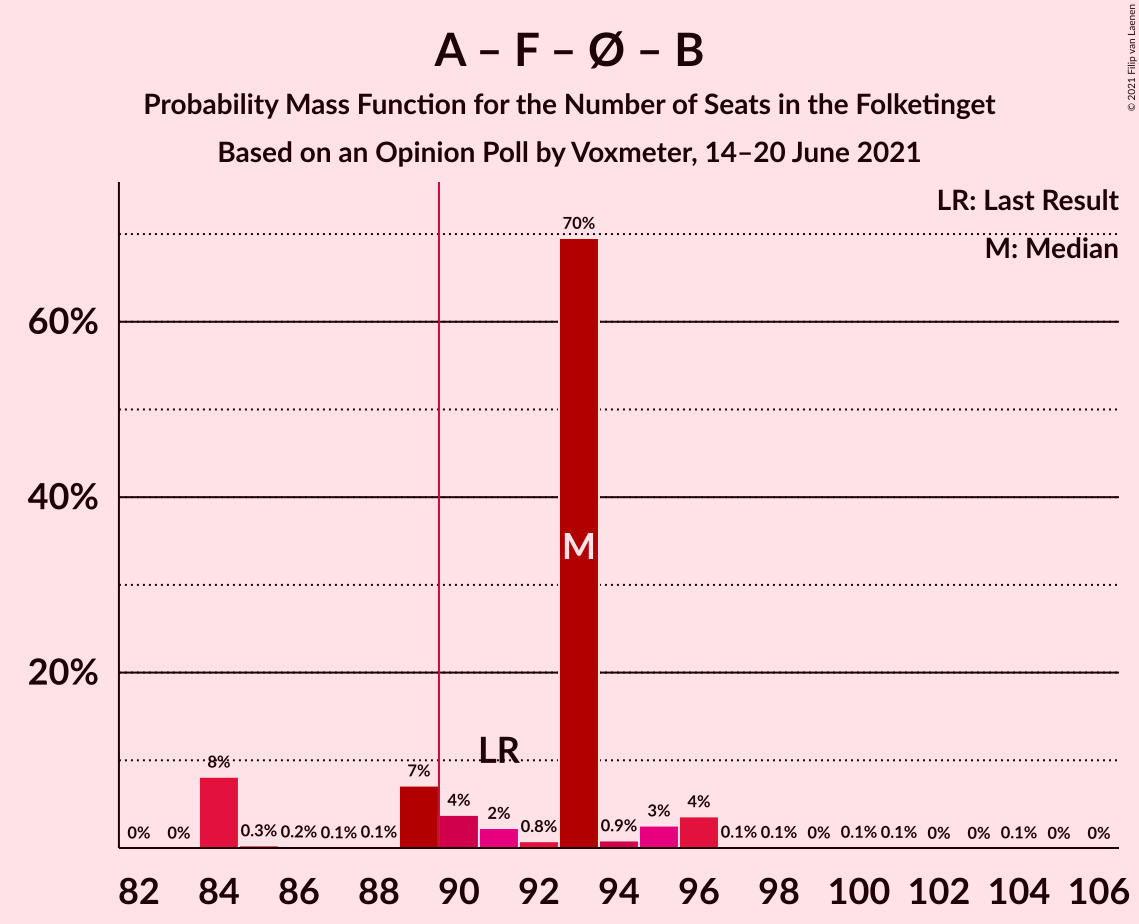 A – F – Ø – B
Probability Mass Function for the Number of Seats in the Folketinget
Based on an Opinion Poll by Voxmeter, 14–20 June 2021
© 2021 Filip van Laenen
LR: Last Result
M: Median
70%
60%
40%
20%
M
LR
0% 0% 8% 0.3% 0.2% 0.1% 0.1% 7% 4% 2% 0.8% 0.9% 3% 4% 0.1% 0.1% 0% 0.1% 0.1% 0% 0% 0.1% 0% 0%
82 84 86 88 90 92 94 96 98 100 102 104 106